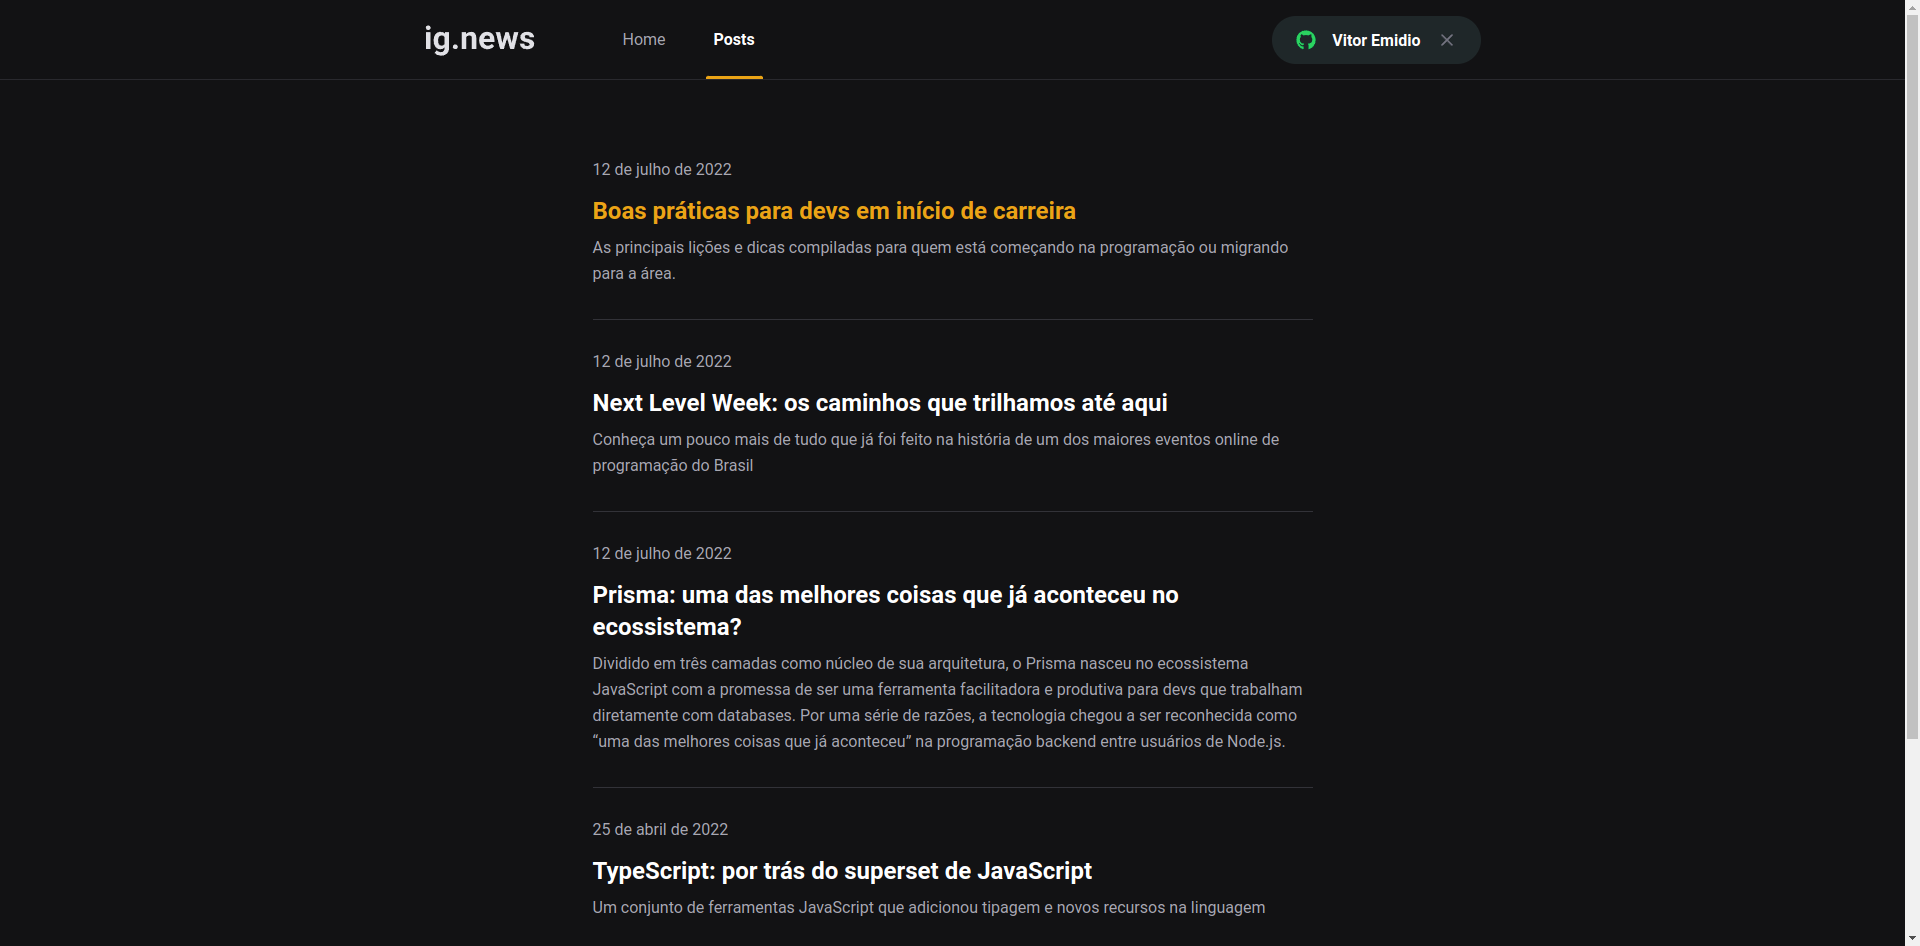 ig.news
Home
Posts
Vitor Emidio
12 de julho de 2022
Boas práticas para devs em início de carreira
As principais lições e dicas compiladas para quem está começando na programação ou migrando
para a área.
12 de julho de 2022
Next Level Week: os caminhos que trilhamos até aqui
Conheça um pouco mais de tudo que já foi feito na história de um dos maiores eventos online de
programação do Brasil
12 de julho de 2022
Prisma: uma das melhores coisas que já aconteceu no
ecossistema?
Dividido em três camadas como núcleo de sua arquitetura, o Prisma nasceu no ecossistema
JavaScript com a promessa de ser uma ferramenta facilitadora e produtiva para devs que trabalham
diretamente com databases. Por uma série de razões, a tecnologia chegou a ser reconhecida como
“uma das melhores coisas que já aconteceu” na programação backend entre usuários de Node.js.
25 de abril de 2022
TypeScript: por trás do superset de JavaScript
Um conjunto de ferramentas JavaScript que adicionou tipagem e novos recursos na linguagem